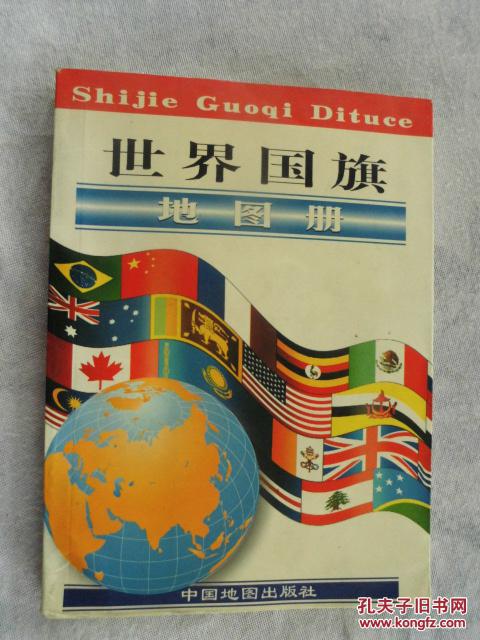 Shijie Guoqi Dituce
世界国旗
地图册
中国地图出版社
孔夫子旧书网
www.kongfz.com